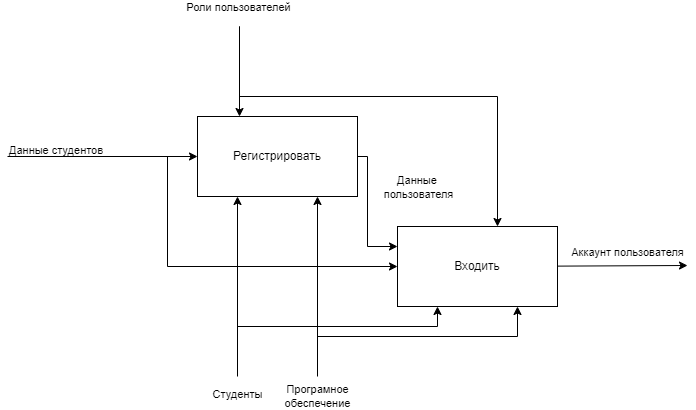 Роли пользователей
Данные студентов
Регистрировать
Данные
пользователя
Аккаунт пользователя
Входить
Студенты
Програмное
обеспечение